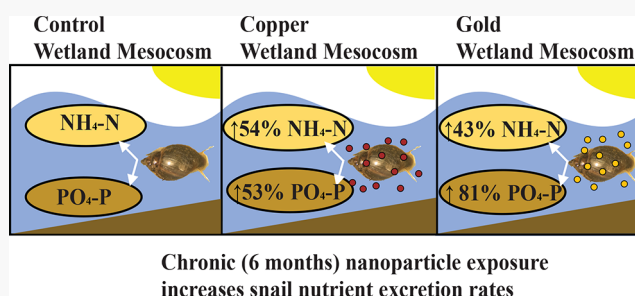 Control
Wetland Mesocosm
Copper
Wetland Mesocosm
Gold
Wetland Mesocosm
NH₄-N
PO₄-P
↑54% NH₄-N
↑53% PO₄-P
↑43% NH₄-N
↑ 81% PO₄-P
Chronic (6 months) nanoparticle exposure
increases snail nutrient excretion rates